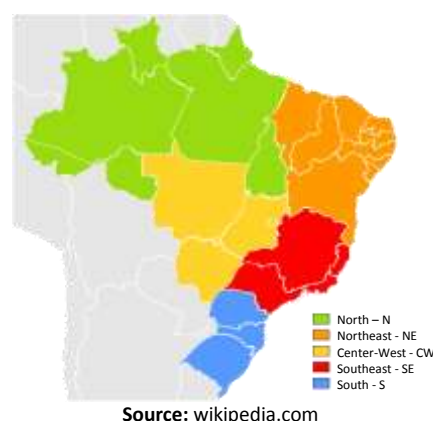 North – N
Northeast - NE
Center-West - CW
Southeast - SE
South - S
Source: wikipedia.com